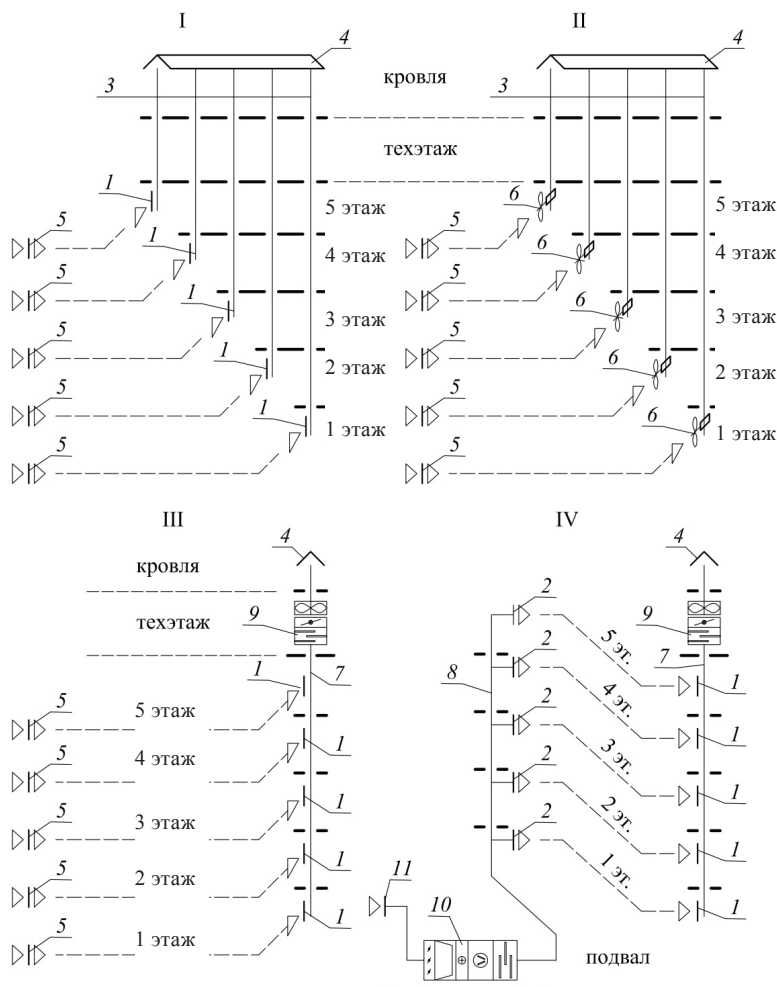 I
II
4
4
3
кровля
3
техэтаж
1
6
5 этаж
5 этаж
5
1
5
6
4 этаж
4 этаж
5
1
5
6
3 этаж
3 этаж
5
1
5
6
2 этаж
2 этаж
5
1
5
6
1 этаж
1 этаж
5
5
III
IV
4
4
кровля
2
техэтаж
9
9
5 эт.
2
7
1
7
8
1
5
5 этаж
4 эт.
2
1
1
5
4 этаж
3 эт.
2
1
1
5
3 этаж
2 эт.
2
1
1
5
2 этаж
11
1 эт.
1
1
5
1 этаж
10
V
подвал